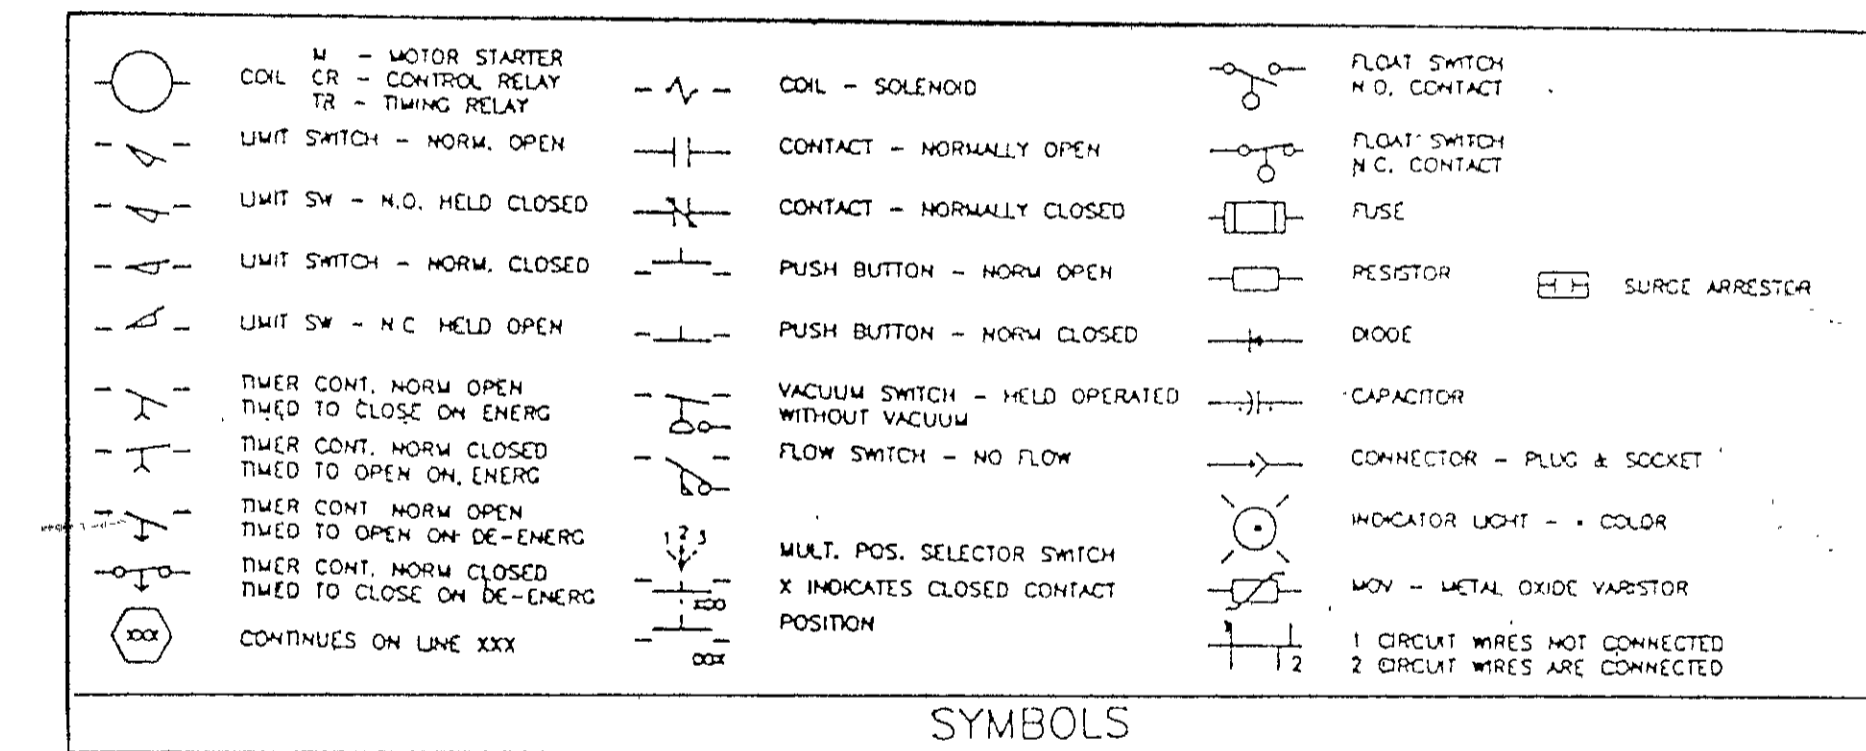 M - MOTOR STARTER
COIL CR - CONTROL RELAY
TR - TIMING RELAY
LIMIT SWITCH - NORM. OPEN
LIMIT SW - N.O. HELD CLOSED
LIMIT SWITCH - NORM. CLOSED
LIMIT SW - N C HELD OPEN
TIMER CONT. NORM OPEN
TIMED TO CLOSE ON ENERG
TIMER CONT. NORM CLOSED
TIMED TO OPEN ON. ENERG
TIMER CONT NORM OPEN
TIMED TO OPEN ON DE-ENERG
TIMER CONT. NORM CLOSED
TIMED TO CLOSE ON DE-ENERG
XXX
CONTINUES ON LINE XXX
COIL - SOLENOID
CONTACT - NORMALLY OPEN
CONTACT - NORMALLY CLOSED
PUSH BUTTON - NORM OPEN
PUSH BUTTON - NORM CLOSED
VACUUM SWITCH - HELD OPERATED
WITHOUT VACUUM
FLOW SWITCH - NO FLOW
1 2 3
MULT. POS. SELECTOR SWITCH
X INDICATES CLOSED CONTACT
XOO
POSITION
OOX
FLOAT SWITCH
N O. CONTACT
FLOAT SWITCH
N C. CONTACT
FUSE
RESISTOR
SURGE ARRESTER
DIODE
CAPACITOR
CONNECTOR - PLUG & SOCKET
INDICATOR LIGHT - • COLOR
MOV - METAL OXIDE VARISTOR
1
1 CIRCUIT WIRES NOT CONNECTED
2
2 CIRCUIT WIRES ARE CONNECTED
SYMBOLS